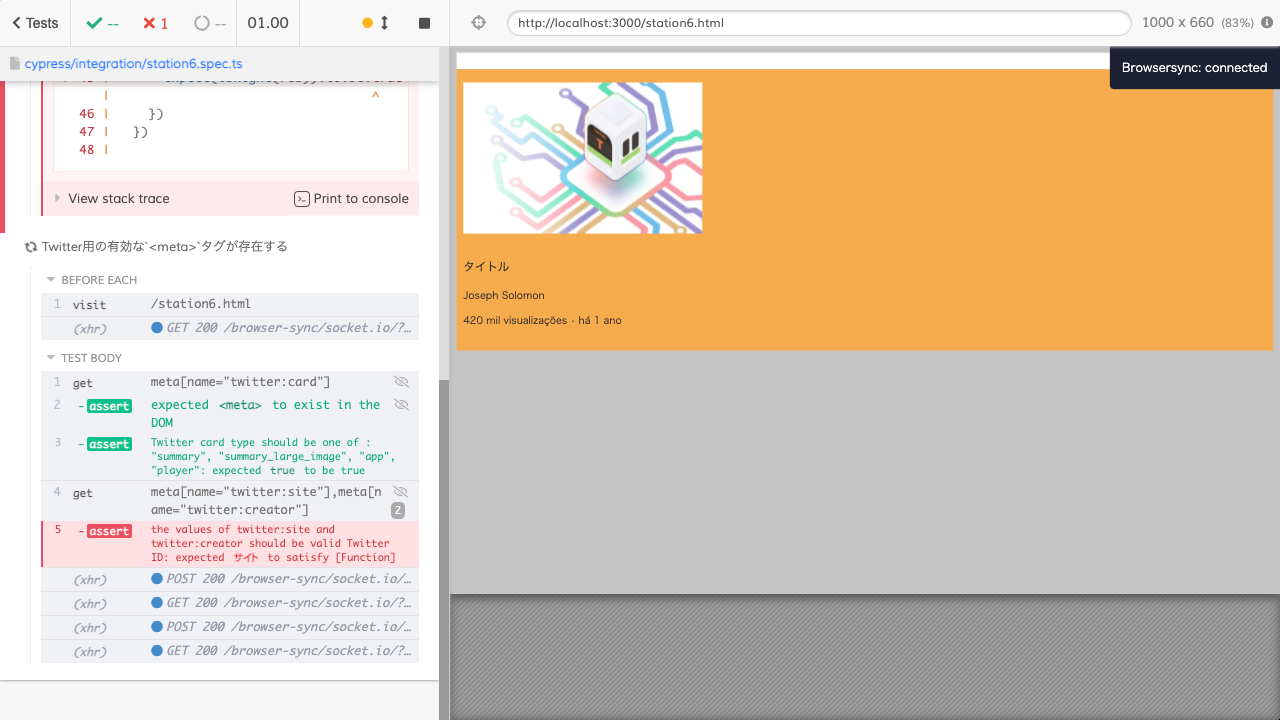 Tests
--
1
--
01.00
http://localhost:3000/station6.html
1000 x 660 (83%)
cypress/integration/station6.spec.ts
Browsersync: connected
| ^
46 | })
47 | })
48 |
View stack trace
Print to console
Twitter用の有効な`<meta>`タグが存在する
BEFORE EACH
1 visit /station6.html
(xhr) GET 200 /browser-sync/socket.io/?…
TEST BODY
1 get meta[name="twitter:card"]
2 -assert expected <meta> to exist in the
DOM
3 -assert Twitter card type should be one of :
"summary", "summary_large_image", "app",
"player": expected true to be true
4 get meta[name="twitter:site"],meta[n
ame="twitter:creator"]
2
5 -assert the values of twitter:site and
twitter:creator should be valid Twitter
ID: expected サイト to satisfy [Function]
(xhr) POST 200 /browser-sync/socket.io/…
(xhr) GET 200 /browser-sync/socket.io/?…
(xhr) POST 200 /browser-sync/socket.io/…
(xhr) GET 200 /browser-sync/socket.io/?…
T
タイトル
Joseph Solomon
420 mil visualizações · há 1 ano